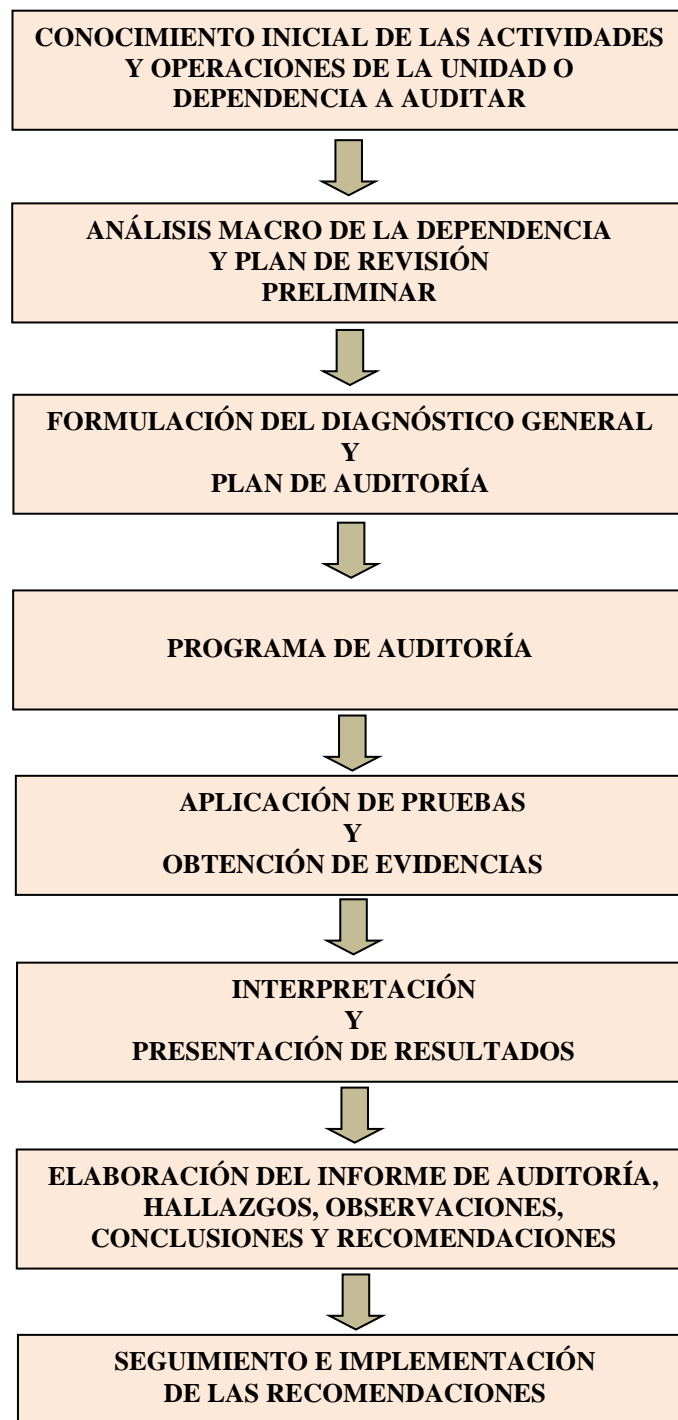 CONOCIMIENTO INICIAL DE LAS ACTIVIDADES
Y OPERACIONES DE LA UNIDAD O
DEPENDENCIA A AUDITAR
ANÁLISIS MACRO DE LA DEPENDENCIA
Y PLAN DE REVISIÓN
PRELIMINAR
FORMULACIÓN DEL DIAGNÓSTICO GENERAL
Y
PLAN DE AUDITORÍA
PROGRAMA DE AUDITORÍA
APLICACIÓN DE PRUEBAS
Y
OBTENCIÓN DE EVIDENCIAS
INTERPRETACIÓN
Y
PRESENTACIÓN DE RESULTADOS
ELABORACIÓN DEL INFORME DE AUDITORÍA,
HALLAZGOS, OBSERVACIONES,
CONCLUSIONES Y RECOMENDACIONES
SEGUIMIENTO E IMPLEMENTACIÓN
DE LAS RECOMENDACIONES